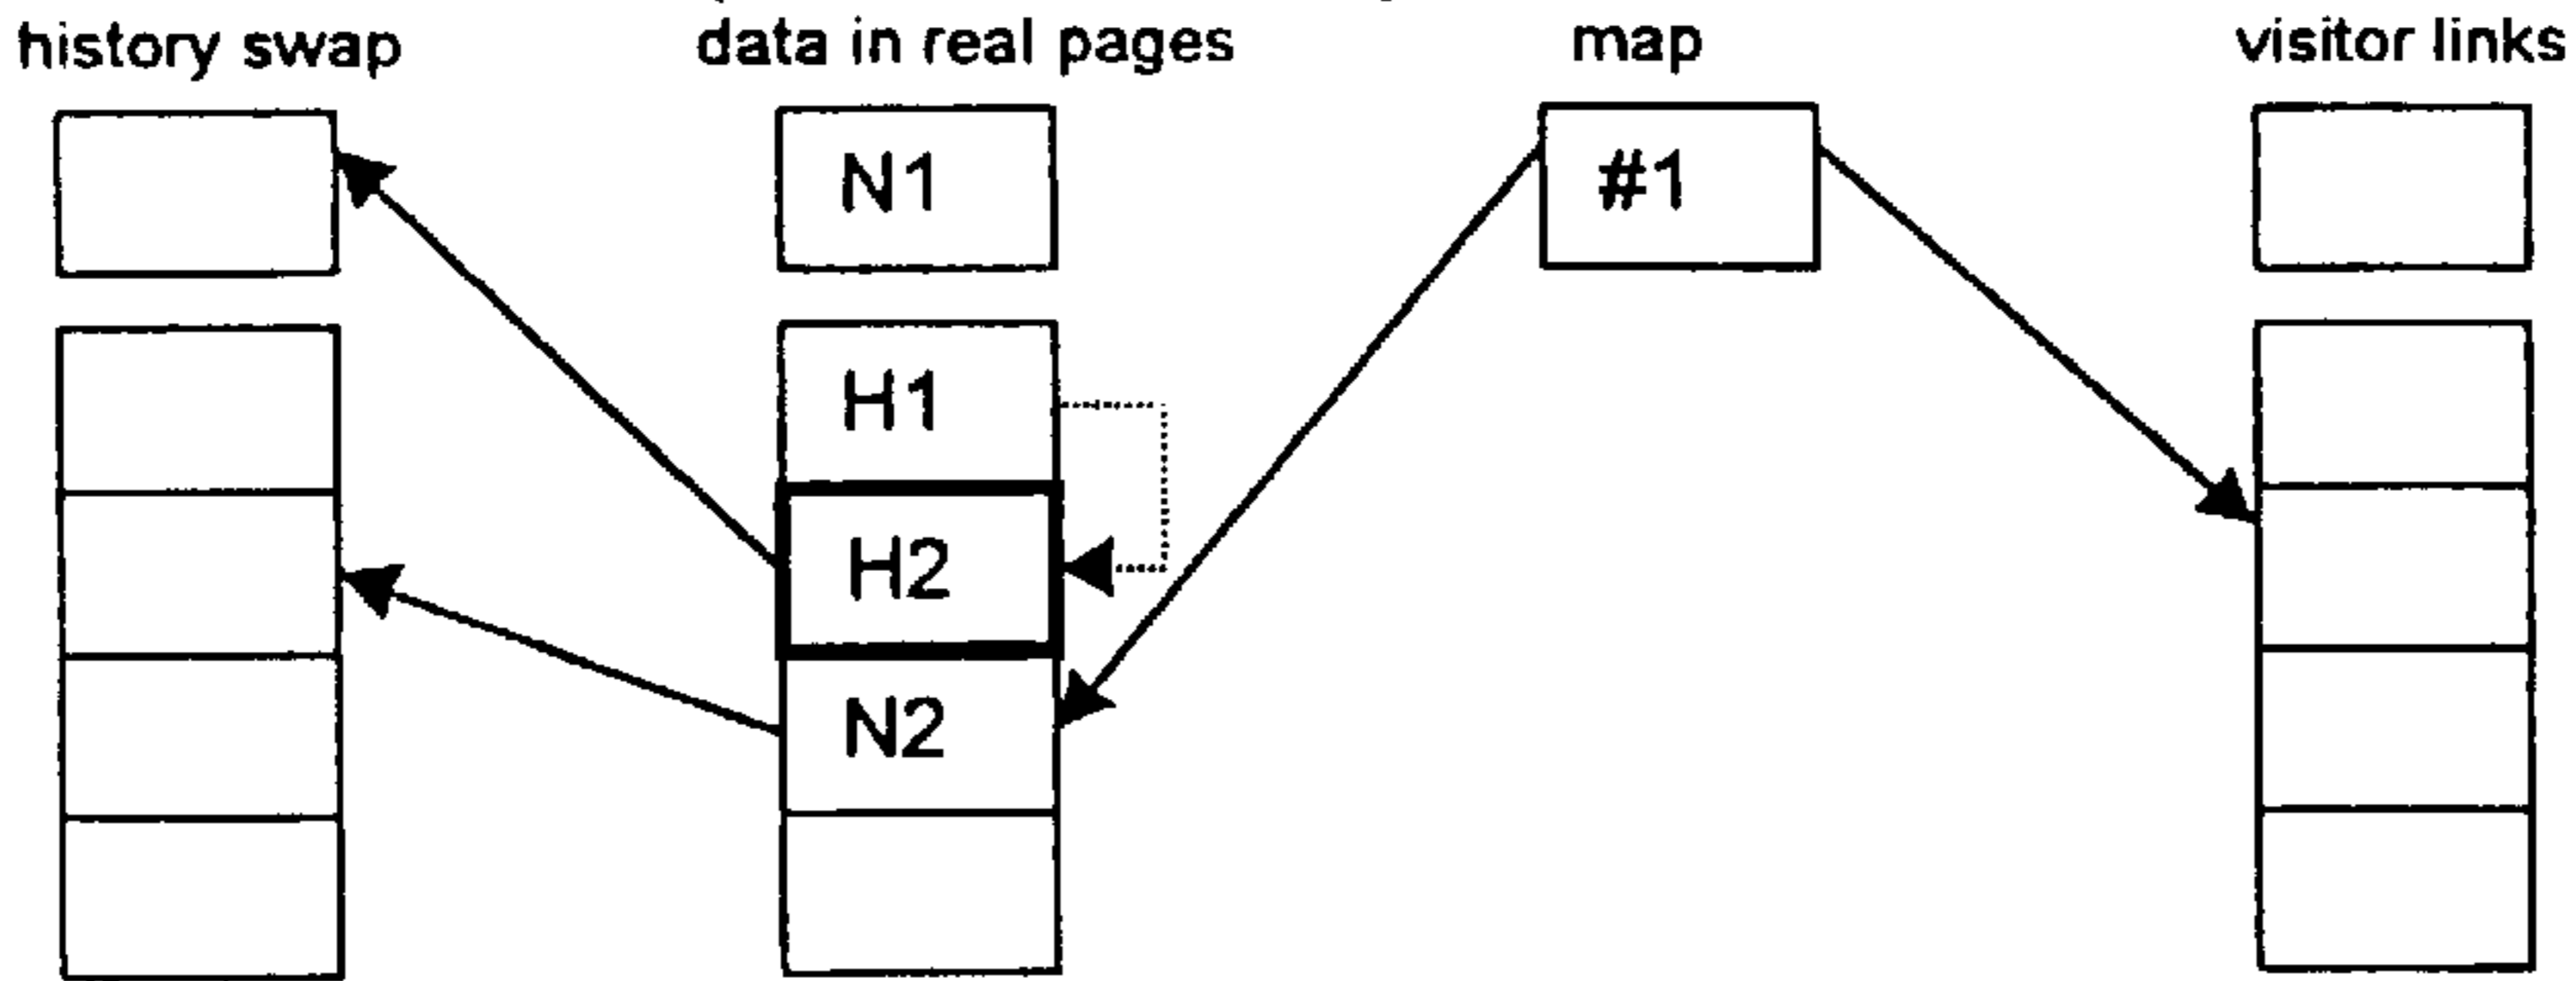 history swap
data in real pages
map
visitor links
N1
#1
H1
H2
N2